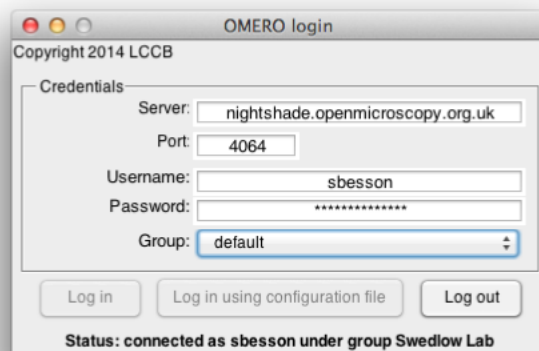 OMERO login
Copyright 2014 LCCB
Credentials
Server: nightshade.openmicroscopy.org.uk
Port: 4064
Username: sbesson
Password: **************
Group: default
Log in Log in using configuration file Log out
Status: connected as sbesson under group Swedlow Lab